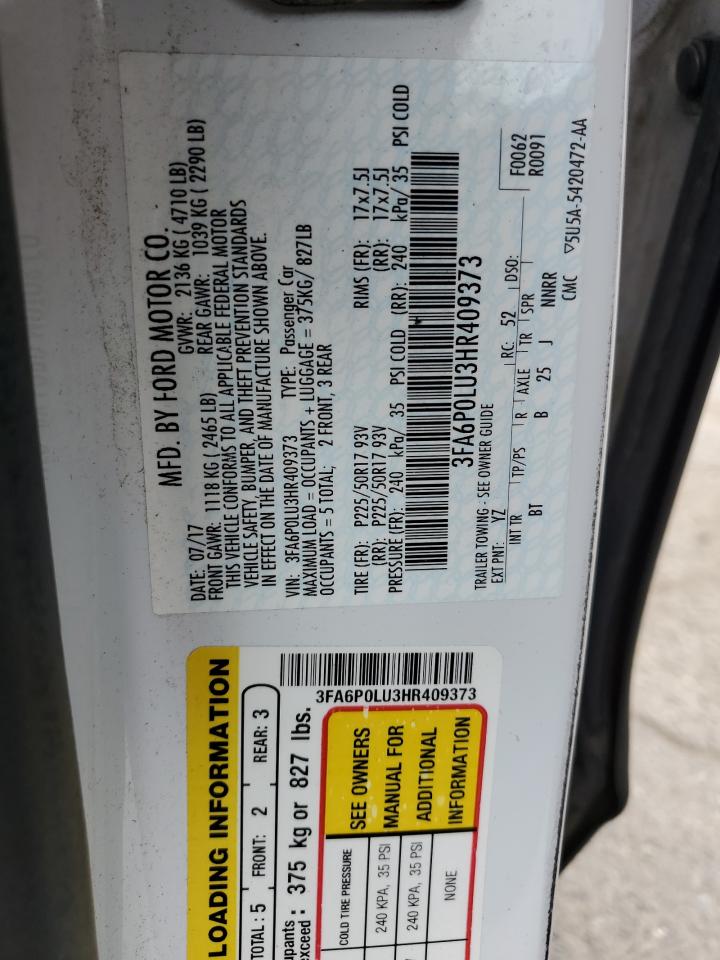 MFD. BY FORD MOTOR CO.
DATE: 07/17 GVWR: 2136 KG ( 4710 LB)
FRONT GAWR: 1118 KG ( 2465 LB) REAR GAWR: 1039 KG ( 2290 LB)
THIS VEHICLE CONFORMS TO ALL APPLICABLE FEDERAL MOTOR
VEHICLE SAFETY, BUMPER, AND THEFT PREVENTION STANDARDS
IN EFFECT ON THE DATE OF MANUFACTURE SHOWN ABOVE.
VIN: 3FA6P0LU3HR409373 TYPE: Passenger Car
MAXIMUM LOAD = OCCUPANTS + LUGGAGE = 375KG/ 827LB
OCCUPANTS = 5 TOTAL; 2 FRONT, 3 REAR
TIRE (FR): P225/50R17 93V RIMS (FR): 17x7.5J
(RR): P225/50R17 93V (RR): 17x7.5J
PRESSURE (FR): 240 kPa/ 35 PSI COLD (RR): 240 kPa/ 35 PSI COLD
3FA6P0LU3HR409373
TRAILER TOWING - SEE OWNER GUIDE
EXT PNT: YZ RC: 52 DSO: F0062
R0091
INT TR TP/PS R AXLE TR SPR
BT B 25 J NNRR
CMC ▽5U5A-5420472-AA
LOADING INFORMATION
TOTAL : 5 FRONT: 2 REAR: 3
upants
exceed : 375 kg or 827 lbs.
3FA6P0LU3HR409373
COLD TIRE PRESSURE
240 KPA, 35 PSI
240 KPA, 35 PSI
NONE
SEE OWNERS
MANUAL FOR
ADDITIONAL
INFORMATION